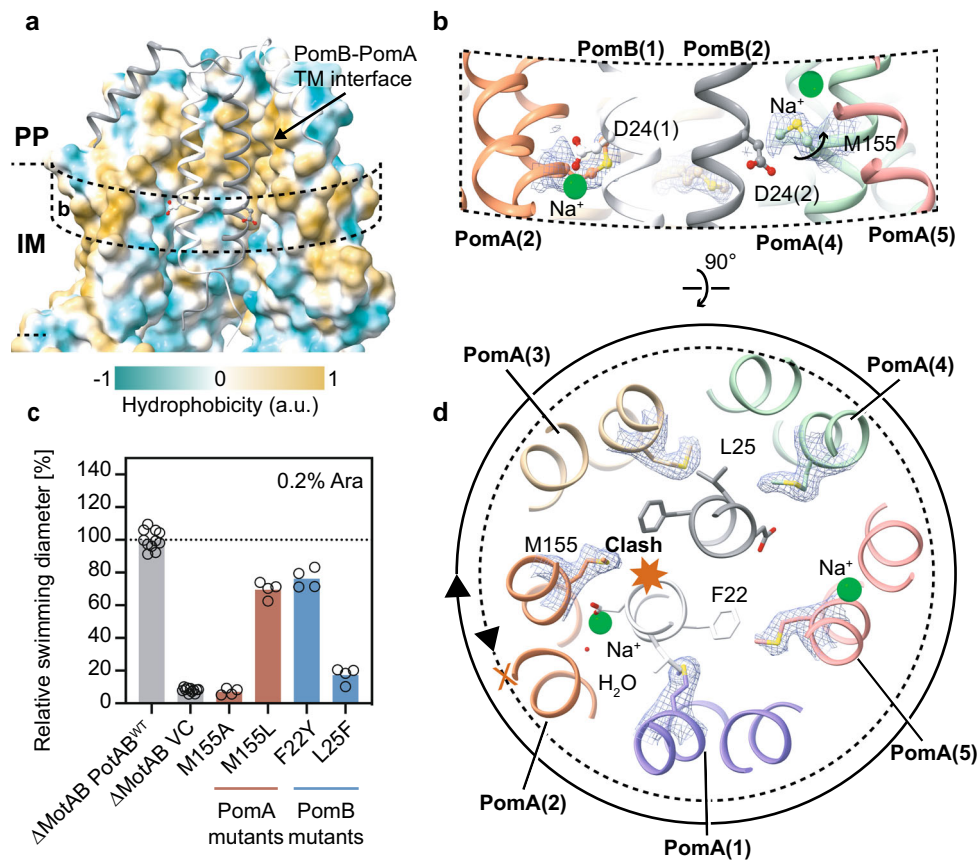 a
PomB-PomA
TM interface
PP
b
IM
-1
0
1
Hydrophobicity (a.u.)
b
PomB(1)
PomB(2)
Na⁺
D24(1)
M155
Na⁺
D24(2)
PomA(2)
PomA(4)
PomA(5)
90°
c
Relative swimming diameter [%]
140
120
100
80
60
40
20
10
0
0.2% Ara
ΔMotAB PotABᵂᵀ
ΔMotAB VC
M155A
M155L
F22Y
L25F
PomA
mutants
PomB
mutants
d
PomA(3)
PomA(4)
L25
M155
Clash
Na⁺
F22
Na⁺
H₂O
PomA(5)
PomA(2)
PomA(1)